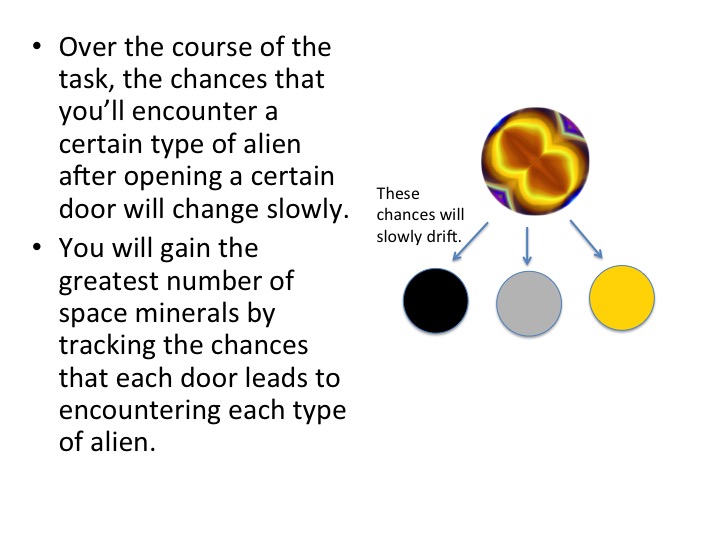 • Over the course of the
task, the chances that
you’ll encounter a
certain type of alien
after opening a certain
door will change slowly.
• You will gain the
greatest number of
space minerals by
tracking the chances
that each door leads to
encountering each type
of alien.
These
chances will
slowly drift.